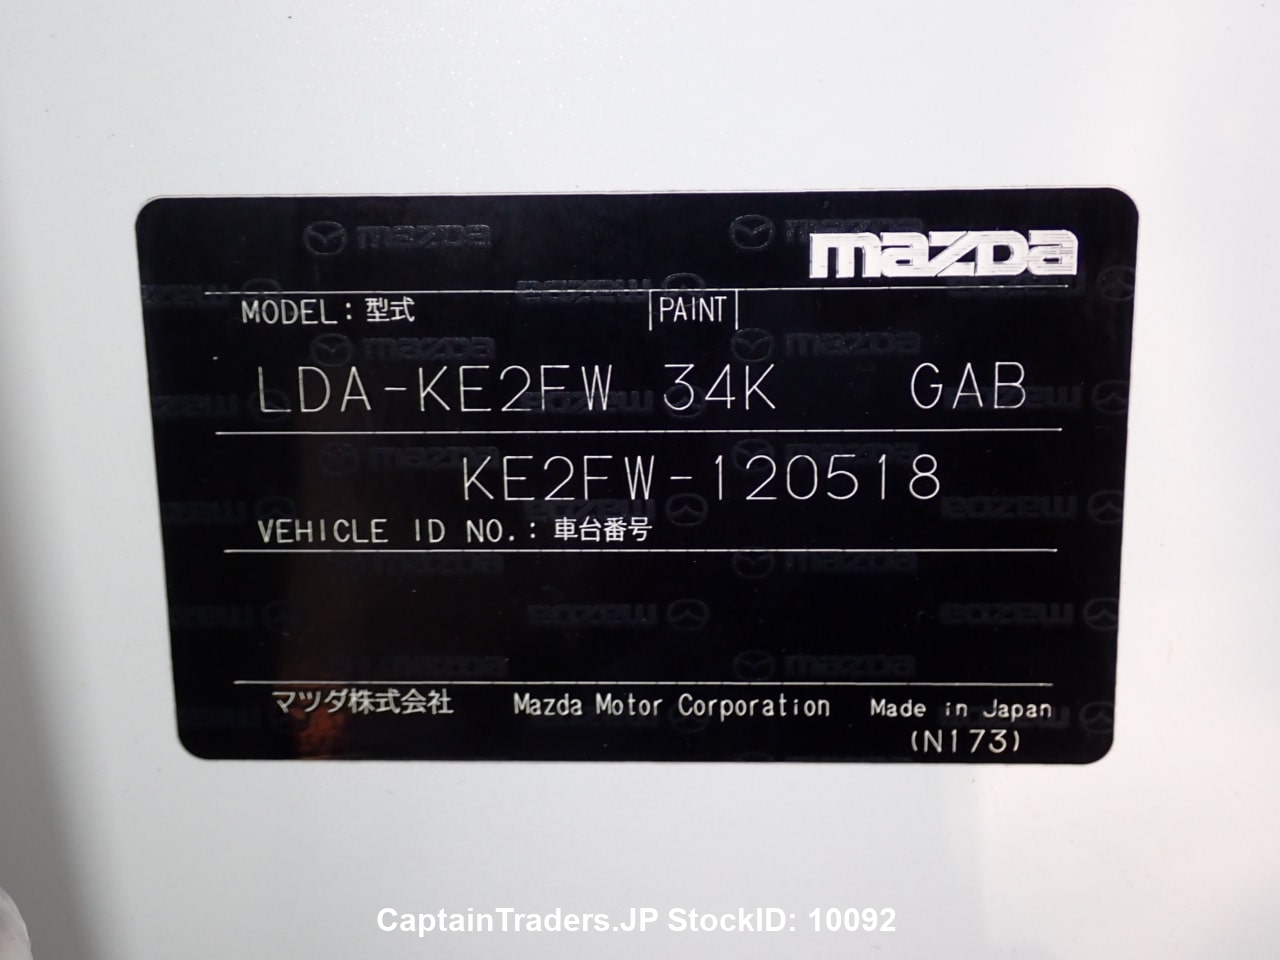 mazda
MODEL: 型式 PAINT
LDA-KE2FW 34K GAB
KE2FW-120518
VEHICLE ID NO.: 車台番号
マツダ株式会社 Mazda Motor Corporation Made in Japan
(N173)
CaptainTraders.JP StockID: 10092